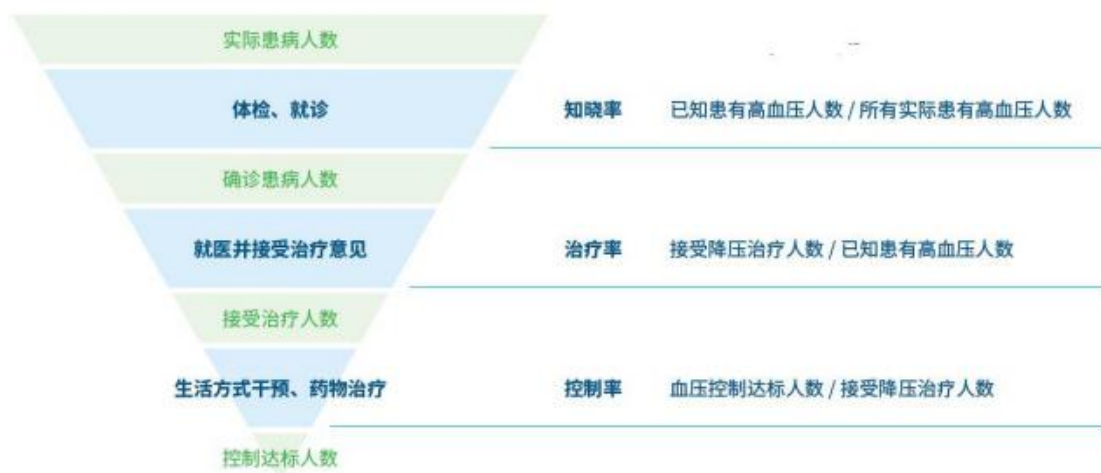 实际患病人数
体检、就诊 知晓率 已知患有高血压人数 / 所有实际患有高血压人数
确诊患病人数
就医并接受治疗意见 治疗率 接受降压治疗人数 / 已知患有高血压人数
接受治疗人数
生活方式干预、药物治疗 控制率 血压控制达标人数 / 接受降压治疗人数
控制达标人数